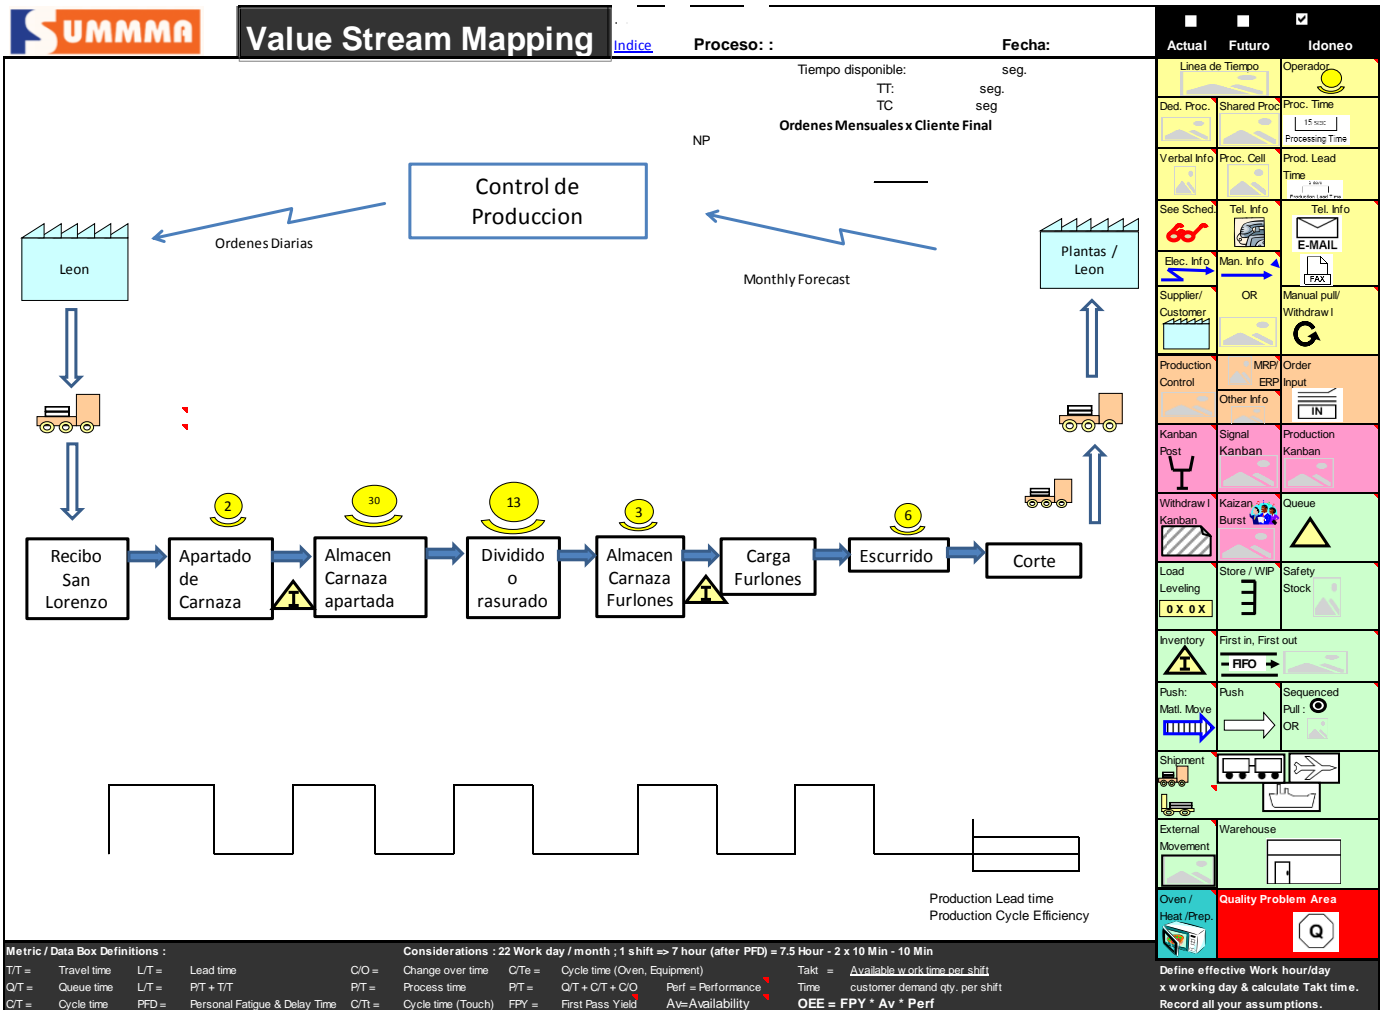 SUMMMA
Value Stream Mapping
Indice
Proceso: :
Fecha:
Actual
Futuro
Idoneo
Tiempo disponible:
seg.
TT:
seg.
TC
seg
Ordenes Mensuales x Cliente Final
NP
Control de
Produccion
Ordenes Diarias
Monthly Forecast
Leon
Plantas /
Leon
2
30
13
3
6
Recibo
San
Lorenzo
Apartado
de
Carnaza
Almacen
Carnaza
apartada
Dividido
o
rasurado
Almacen
Carnaza
Furlones
Carga
Furlones
Escurrido
Corte
I
I
Production Lead time
Production Cycle Efficiency
Linea de Tiempo
Operador
Ded. Proc.
Shared Proc
Proc. Time
15 sec
Processing Time
Verbal Info
Proc. Cell
Prod. Lead
Time
Production Lead Time
See Sched.
Tel. Info
Tel. Info
E-MAIL
Elec. Info
Man. Info
FAX
Supplier/
Customer
OR
Manual pull/
Withdraw l
Production
Control
MRP/
ERP
Order
Input
Other Info
IN
Kanban
Post
Signal
Kanban
Production
Kanban
Withdraw l
Kanban
Kaizan
Burst
Queue
Load
Leveling
0 X 0 X
Store / WIP
Safety
Stock
Inventory
I
First in, First out
FIFO
Push:
Matl. Move
Push
Sequenced
Pull :
OR
Shipment
External
Movement
Warehouse
Oven /
Heat /Prep.
Quality Problem Area
Q
Metric / Data Box Definitions :
Considerations : 22 Work day / month ; 1 shift => 7 hour (after PFD) = 7.5 Hour - 2 x 10 Min - 10 Min
T/T = Travel time L/T = Lead time C/O = Change over time C/Te = Cycle time (Oven, Equipment) Takt = Available w ork time per shift
Q/T = Queue time L/T = P/T + T/T P/T = Process time P/T = Q/T + C/T + C/O Perf = Performance Time customer demand qty. per shift
C/T = Cycle time PFD = Personal Fatigue & Delay Time C/Tt = Cycle time (Touch) FPY = First Pass Yield Av=Availability OEE = FPY * Av * Perf
Define effective Work hour/day
x working day & calculate Takt time.
Record all your assumptions.